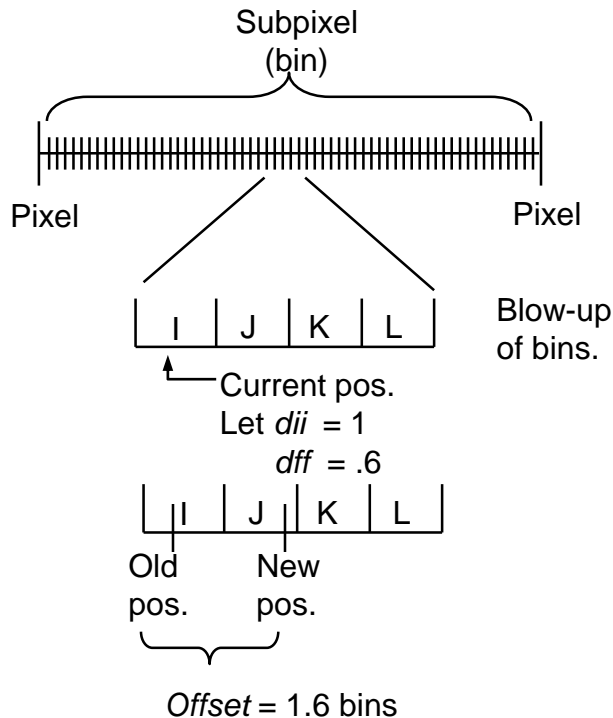 Subpixel
(bin)
Pixel Pixel
I J K L
Blow-up
of bins.
Current pos.
Let dii = 1
dff = .6
I J K L
Old New
pos. pos.
Offset = 1.6 bins